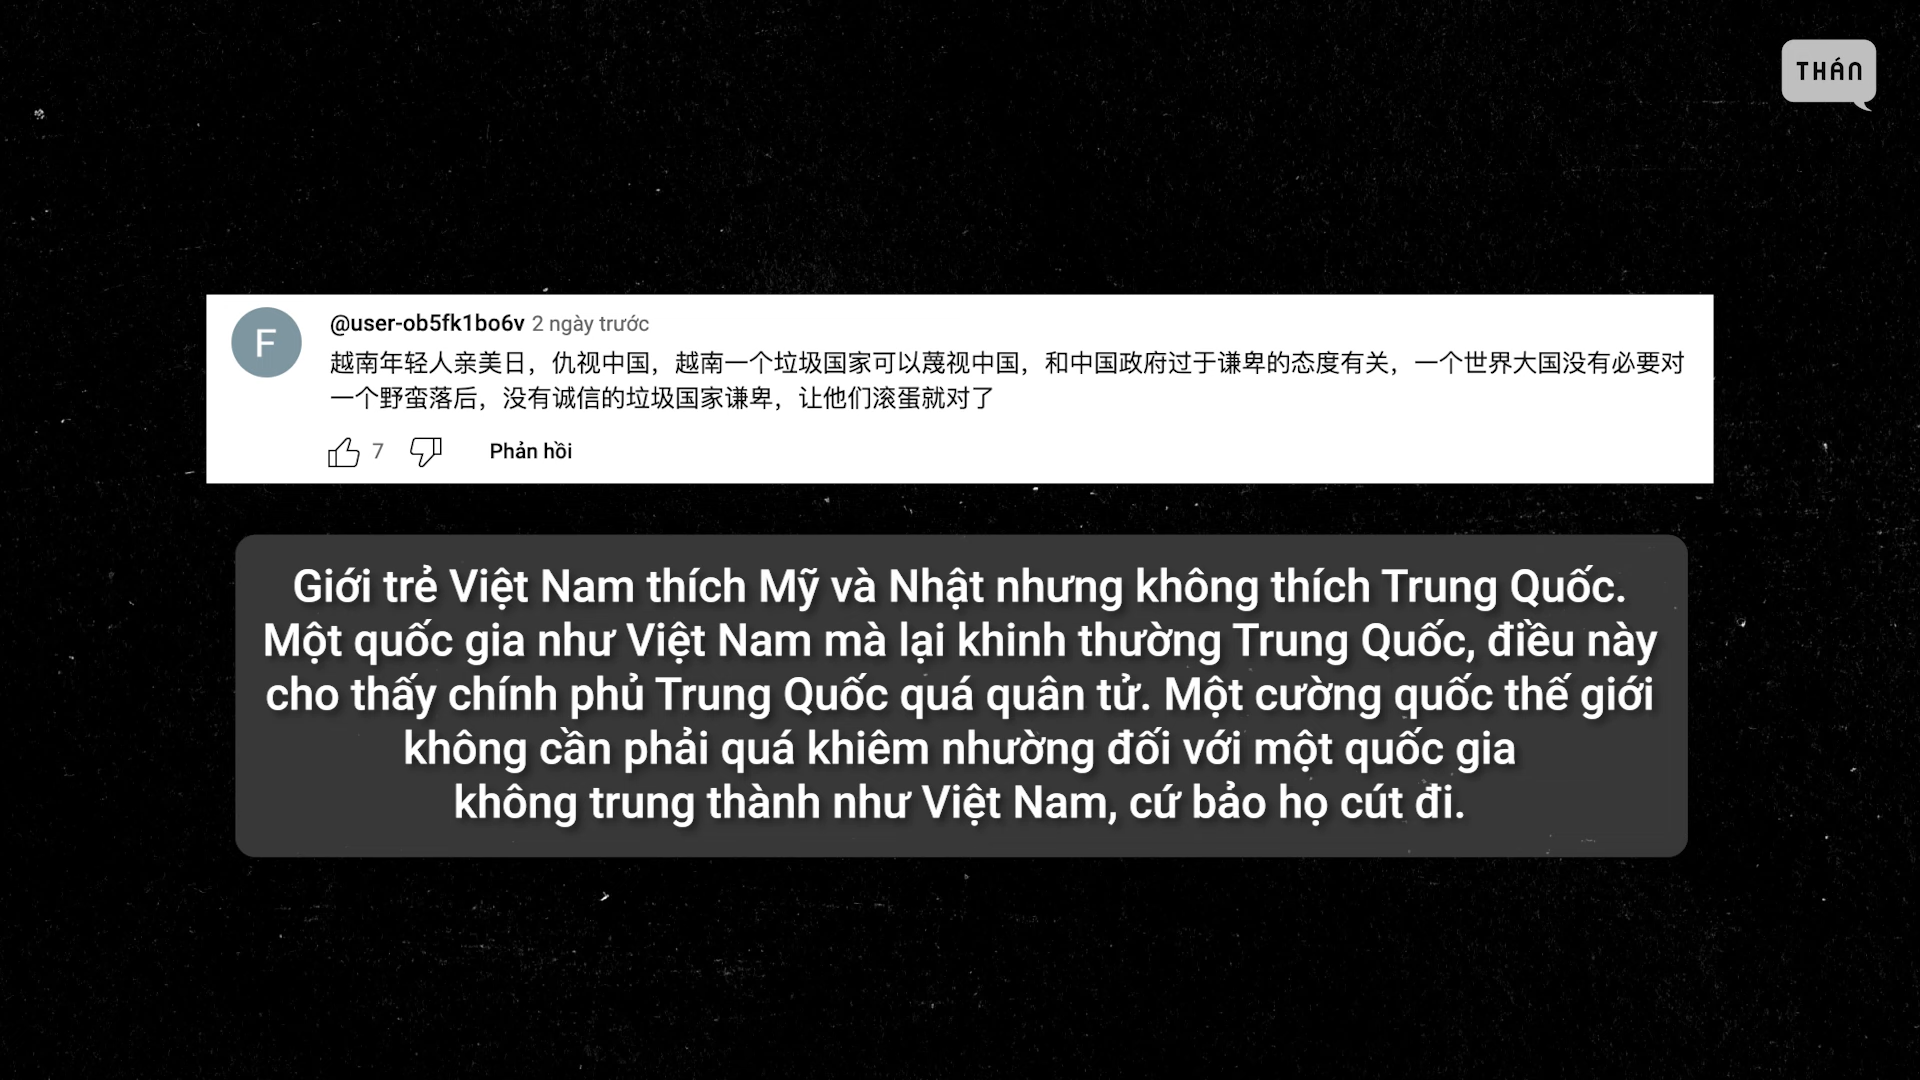 THÁN
@user-ob5fk1bo6v 2 ngày trước
越南年轻人亲美日，仇视中国，越南一个垃圾国家可以蔑视中国，和中国政府过于谦卑的态度有关，一个世界大国没有必要对
一个野蛮落后，没有诚信的垃圾国家谦卑，让他们滚蛋就对了
7 Phản hồi
Giới trẻ Việt Nam thích Mỹ và Nhật nhưng không thích Trung Quốc.
Một quốc gia như Việt Nam mà lại khinh thường Trung Quốc, điều này
cho thấy chính phủ Trung Quốc quá quân tử. Một cường quốc thế giới
không cần phải quá khiêm nhường đối với một quốc gia
không trung thành như Việt Nam, cứ bảo họ cút đi.
F